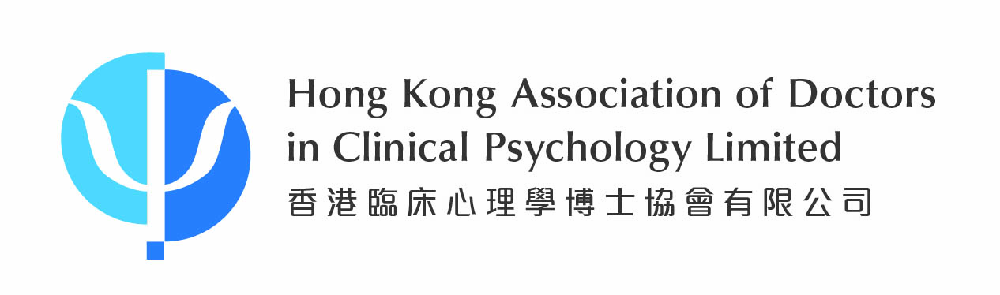 Hong Kong Association of Doctors
in Clinical Psychology Limited
香港臨床心理學博士協會有限公司